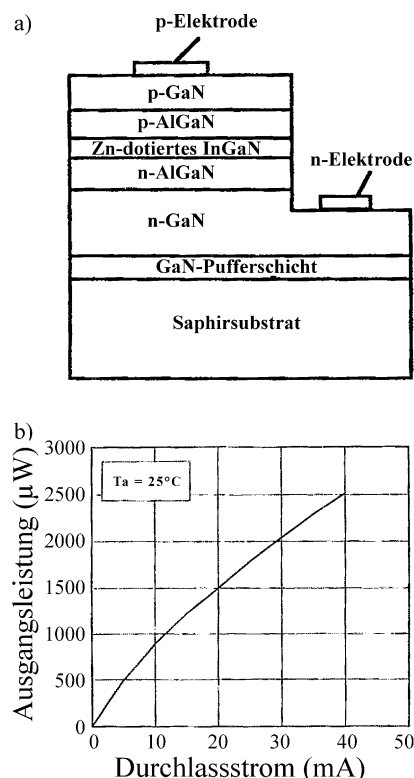 a)
p-Elektrode
p-GaN
p-AlGaN
Zn-dotiertes InGaN
n-AlGaN
n-Elektrode
n-GaN
GaN-Pufferschicht
Saphirsubstrat
b)
Ausgangsleistung (µW)
3000
2500
2000
1500
1000
500
0
Ta = 25°C
0 10 20 30 40 50
Durchlassstrom (mA)